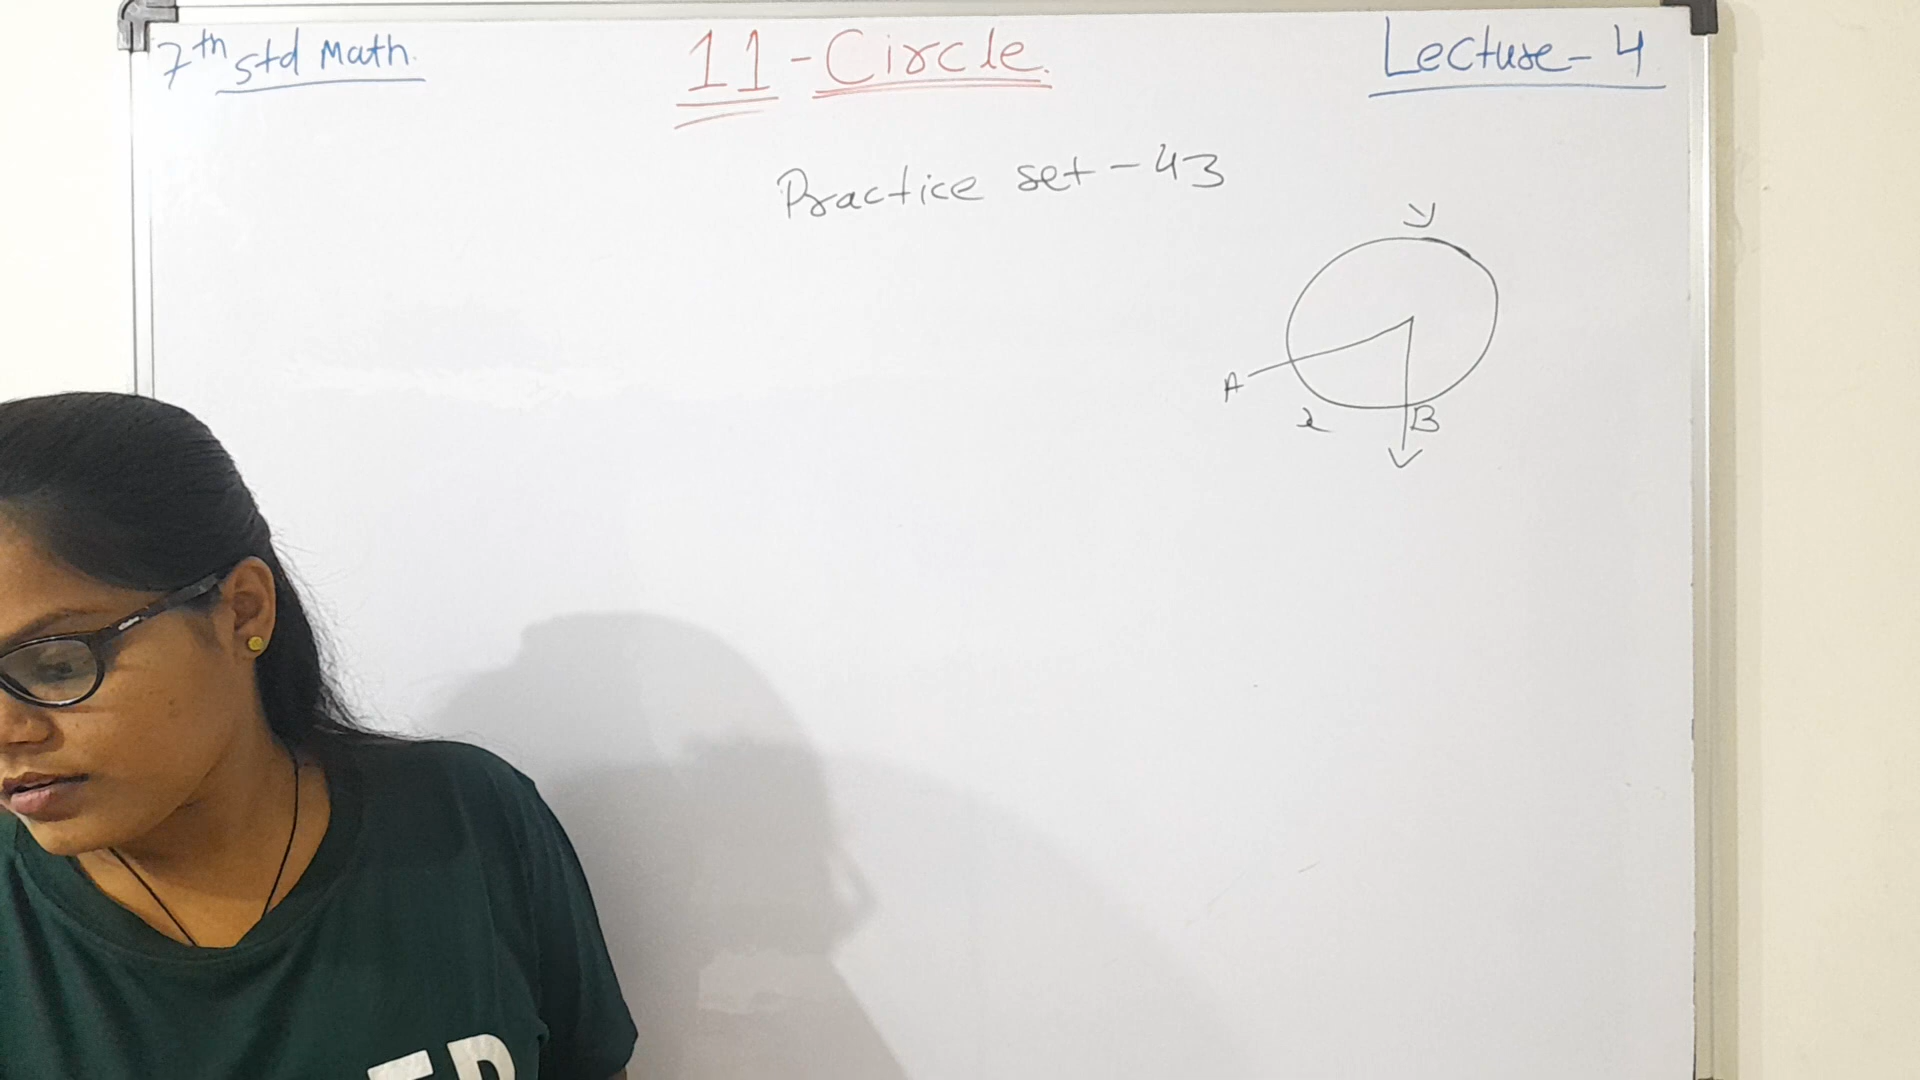 7th std Math.
11 - Circle.
Lecture - 4
Practice set - 43
y
A
B